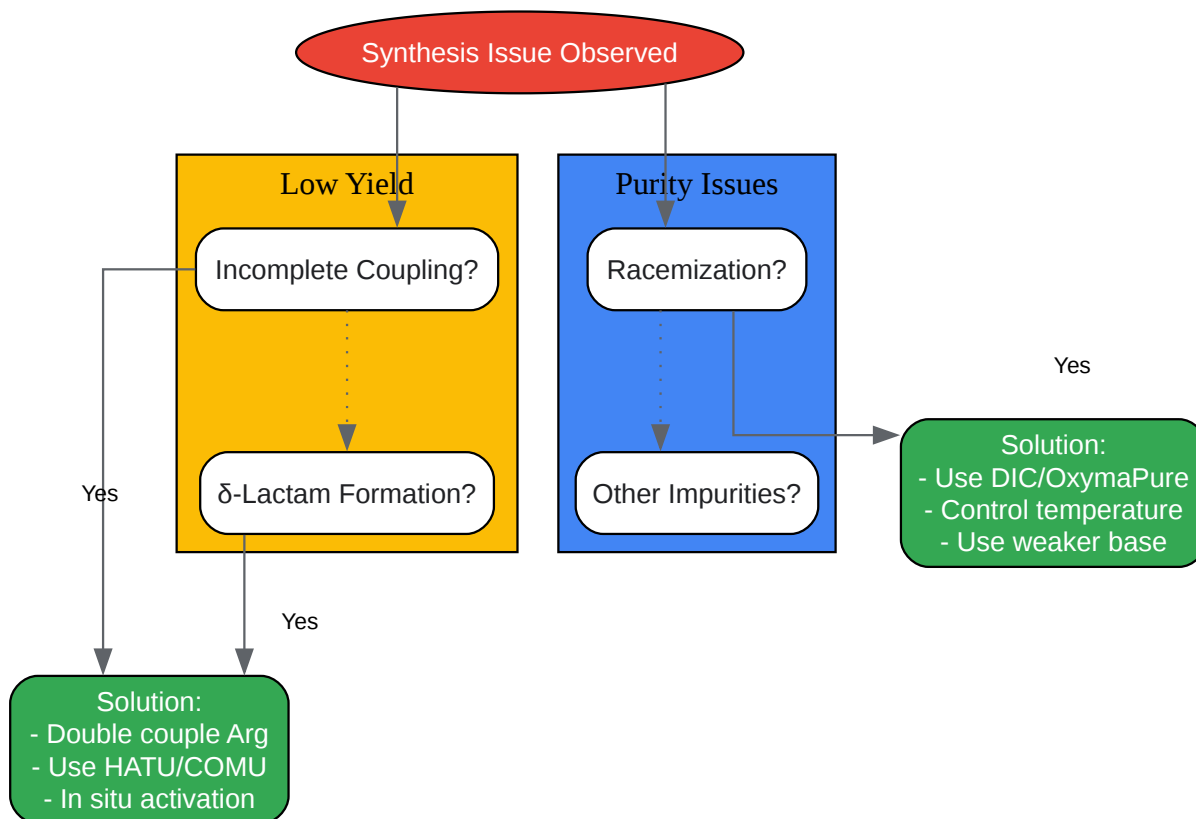 Synthesis Issue Observed
Low Yield
Purity Issues
Incomplete Coupling?
Racemization?
Yes
δ-Lactam Formation?
Other Impurities?
Solution:
- Use DIC/OxymaPure
- Control temperature
- Use weaker base
Yes
Yes
Solution:
- Double couple Arg
- Use HATU/COMU
- In situ activation